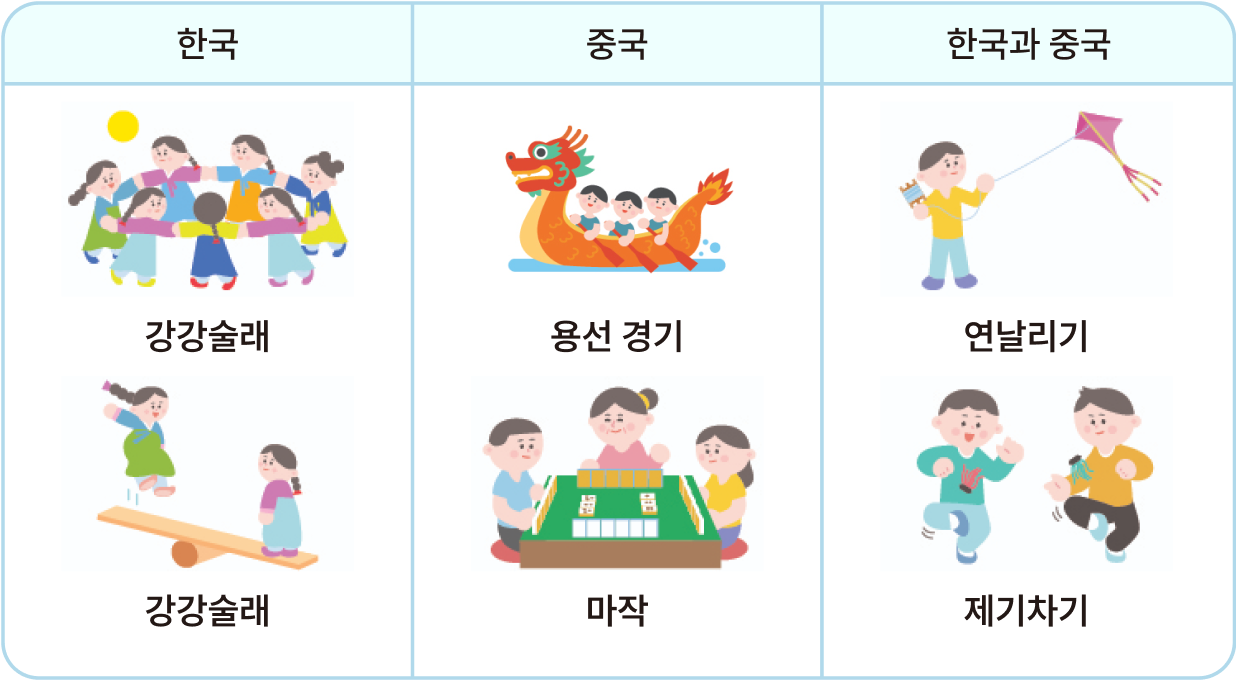 한국
중국
한국과 중국
강강술래
용선 경기
연날리기
강강술래
마작
제기차기